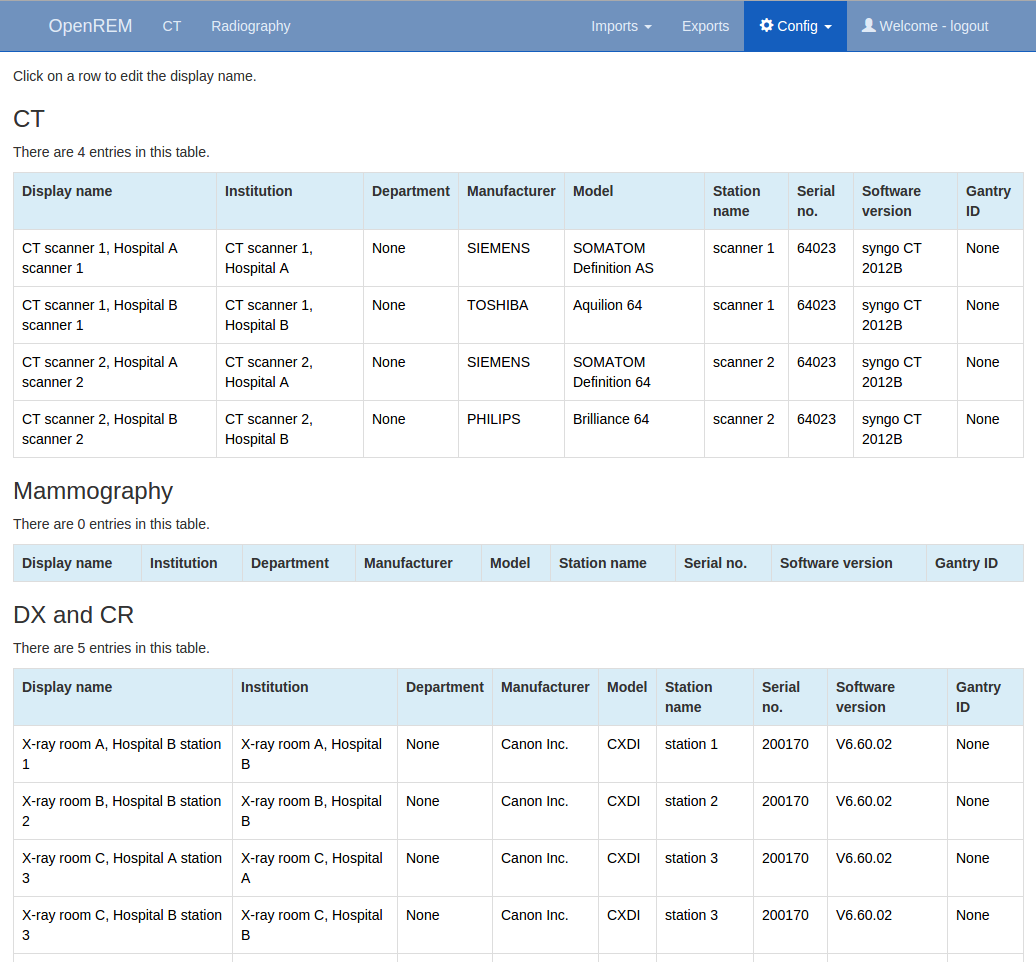 OpenREM CT Radiography Imports Exports Config Welcome - logout
Click on a row to edit the display name.
CT
There are 4 entries in this table.
Display name Institution Department Manufacturer Model Station name Serial no. Software version Gantry ID
CT scanner 1, Hospital A scanner 1 CT scanner 1, Hospital A None SIEMENS SOMATOM Definition AS scanner 1 64023 syngo CT 2012B None
CT scanner 1, Hospital B scanner 1 CT scanner 1, Hospital B None TOSHIBA Aquilion 64 scanner 1 64023 syngo CT 2012B None
CT scanner 2, Hospital A scanner 2 CT scanner 2, Hospital A None SIEMENS SOMATOM Definition 64 scanner 2 64023 syngo CT 2012B None
CT scanner 2, Hospital B scanner 2 CT scanner 2, Hospital B None PHILIPS Brilliance 64 scanner 2 64023 syngo CT 2012B None
Mammography
There are 0 entries in this table.
Display name Institution Department Manufacturer Model Station name Serial no. Software version Gantry ID
DX and CR
There are 5 entries in this table.
Display name Institution Department Manufacturer Model Station name Serial no. Software version Gantry ID
X-ray room A, Hospital B station 1 X-ray room A, Hospital B None Canon Inc. CXDI station 1 200170 V6.60.02 None
X-ray room B, Hospital B station 2 X-ray room B, Hospital B None Canon Inc. CXDI station 2 200170 V6.60.02 None
X-ray room C, Hospital A station 3 X-ray room C, Hospital A None Canon Inc. CXDI station 3 200170 V6.60.02 None
X-ray room C, Hospital B station 3 X-ray room C, Hospital B None Canon Inc. CXDI station 3 200170 V6.60.02 None